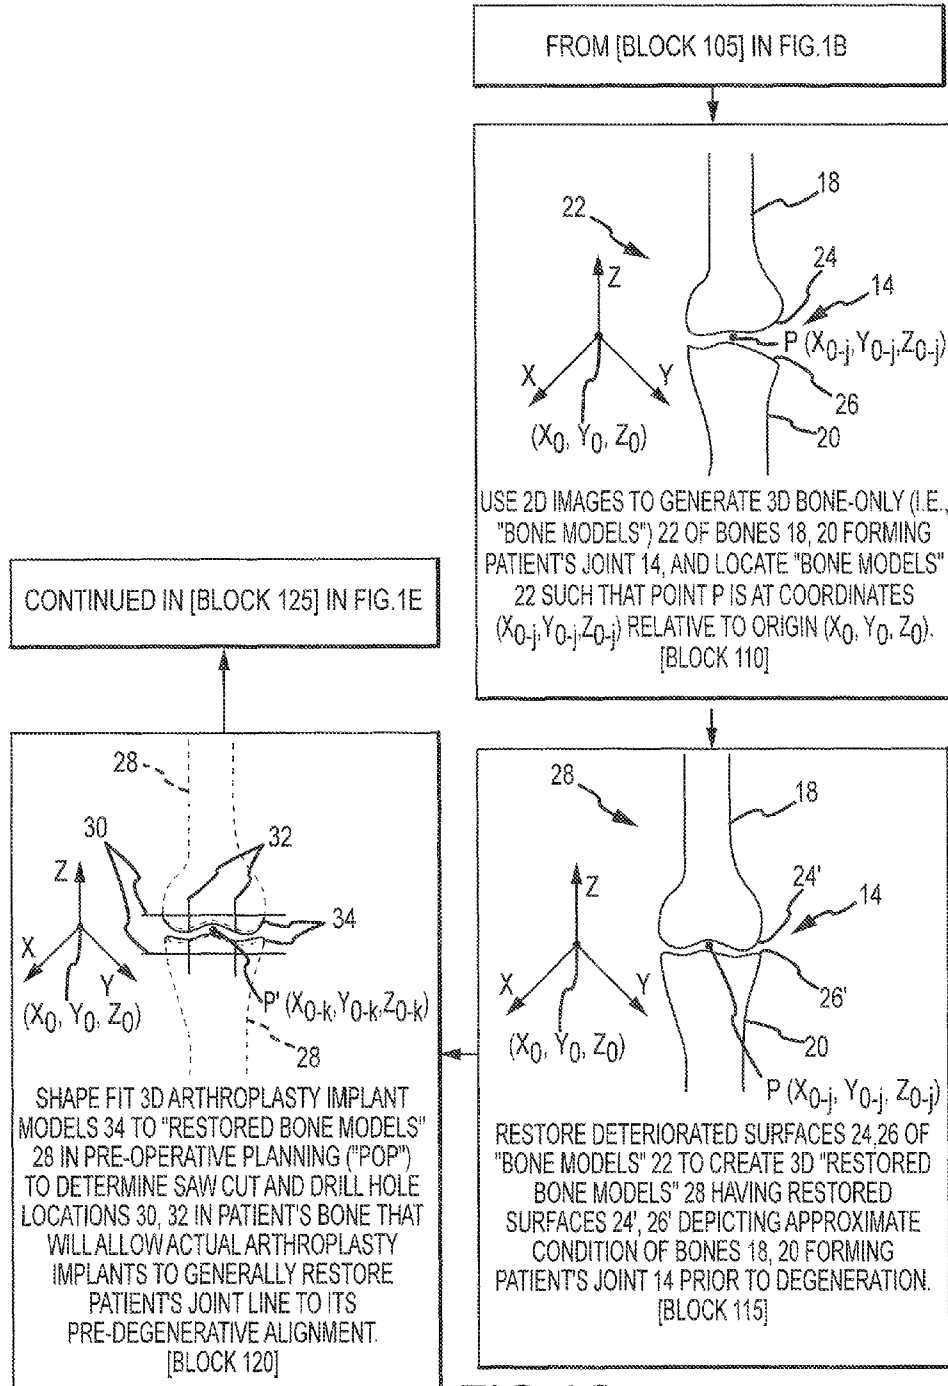 FROM [BLOCK 105] IN FIG.1B
18
22
24
14
Z
P (X0-j,Y0-j,Z0-j)
X
Y
26
(X0, Y0, Z0)
20
USE 2D IMAGES TO GENERATE 3D BONE-ONLY (I.E.,
"BONE MODELS") 22 OF BONES 18, 20 FORMING
PATIENT'S JOINT 14, AND LOCATE "BONE MODELS"
22 SUCH THAT POINT P IS AT COORDINATES
(X0-j,Y0-j,Z0-j) RELATIVE TO ORIGIN (X0, Y0, Z0).
[BLOCK 110]
28
18
Z
24'
14
X
Y
26'
(X0, Y0, Z0)
20
P (X0-j, Y0-j, Z0-j)
RESTORE DETERIORATED SURFACES 24,26 OF
"BONE MODELS" 22 TO CREATE 3D "RESTORED
BONE MODELS" 28 HAVING RESTORED
SURFACES 24', 26' DEPICTING APPROXIMATE
CONDITION OF BONES 18, 20 FORMING
PATIENT'S JOINT 14 PRIOR TO DEGENERATION.
[BLOCK 115]
28
30
32
Z
34
X
Y
(X0, Y0, Z0)
P' (X0-k,Y0-k,Z0-k)
28
SHAPE FIT 3D ARTHROPLASTY IMPLANT
MODELS 34 TO "RESTORED BONE MODELS"
28 IN PRE-OPERATIVE PLANNING ("POP")
TO DETERMINE SAW CUT AND DRILL HOLE
LOCATIONS 30, 32 IN PATIENT'S BONE THAT
WILL ALLOW ACTUAL ARTHROPLASTY
IMPLANTS TO GENERALLY RESTORE
PATIENT'S JOINT LINE TO ITS
PRE-DEGENERATIVE ALIGNMENT.
[BLOCK 120]
CONTINUED IN [BLOCK 125] IN FIG.1E